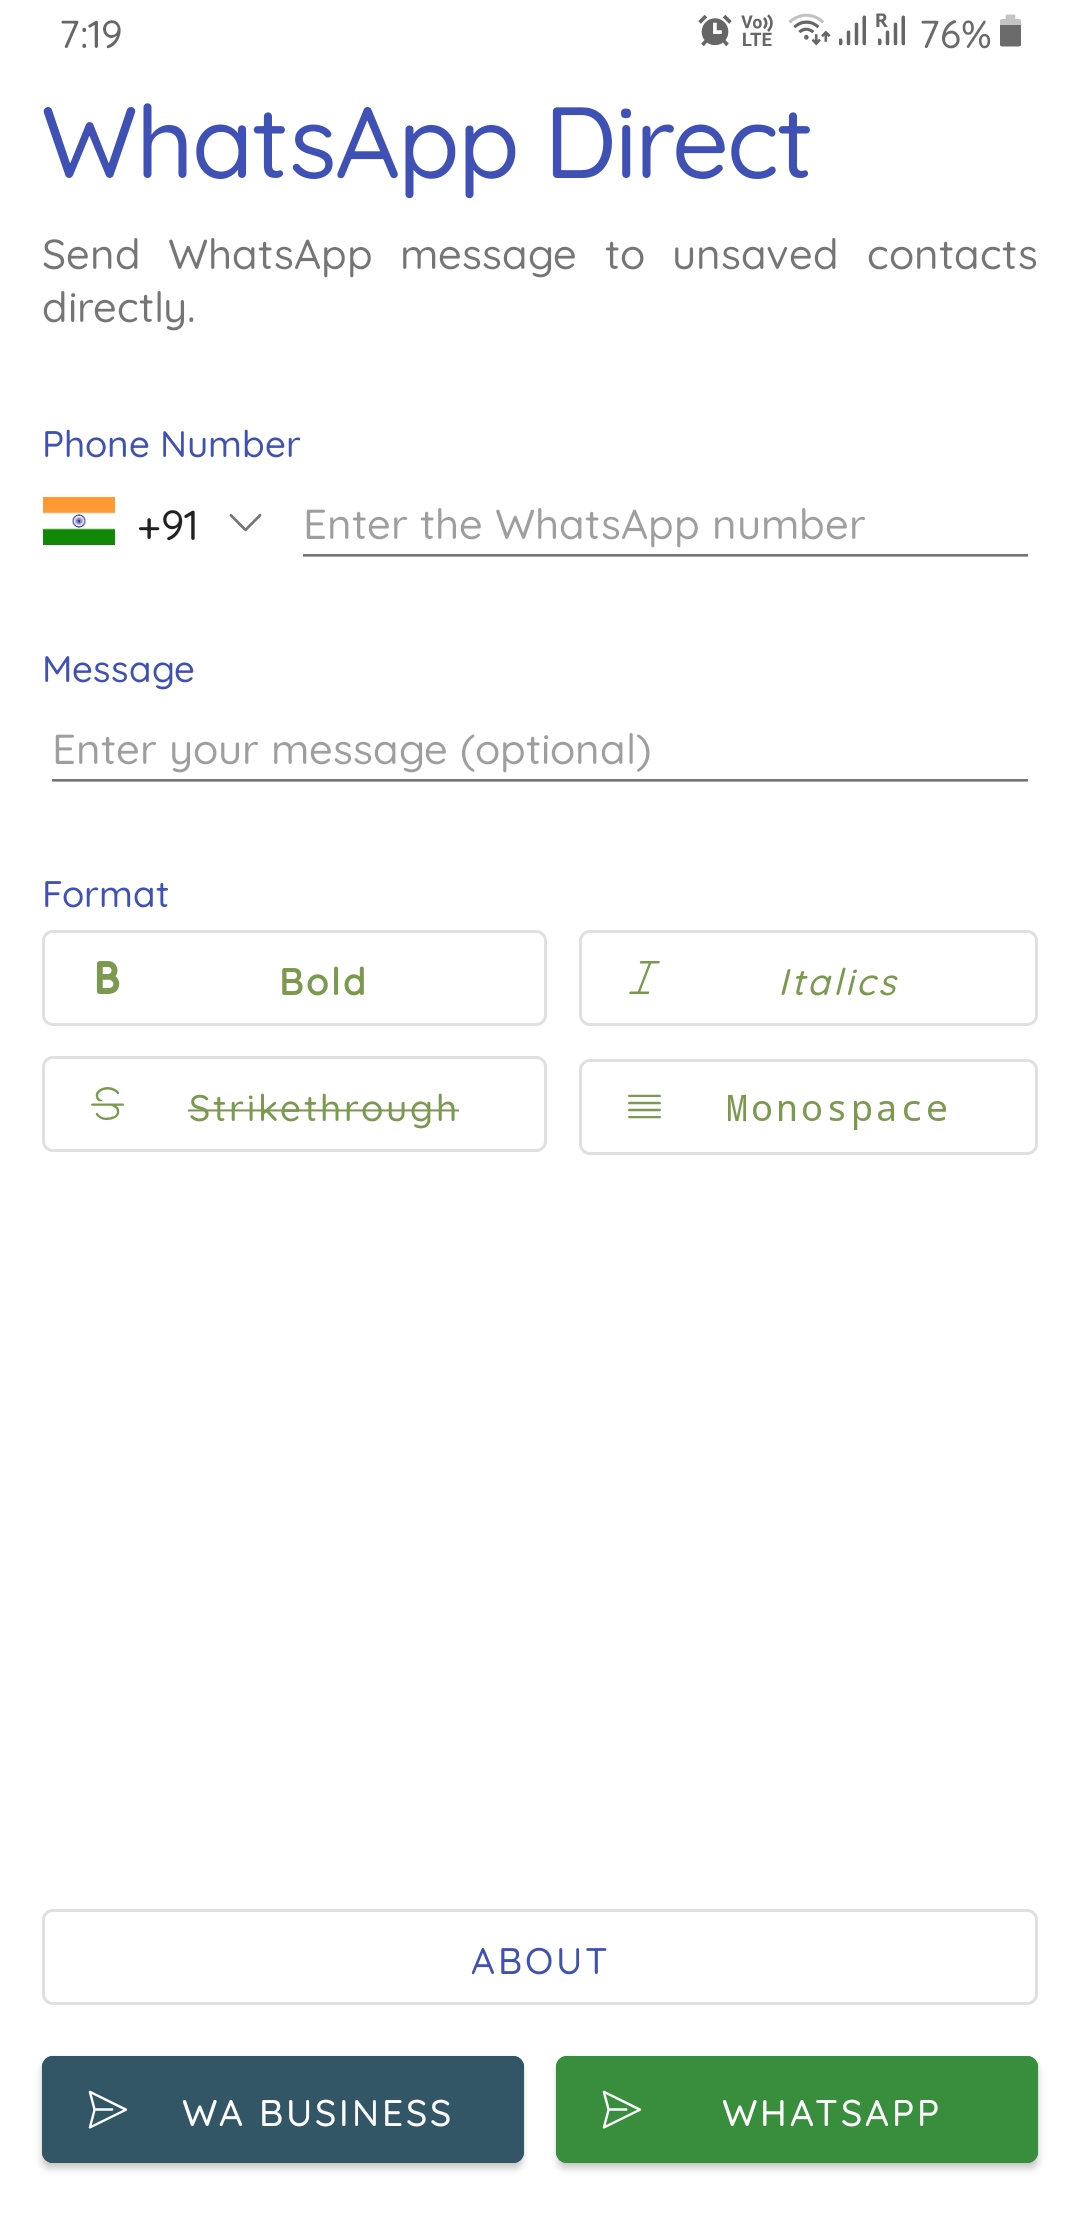 7:19 Vo)) LTE R 76%
WhatsApp Direct
Send WhatsApp message to unsaved contacts
directly.
Phone Number
+91 Enter the WhatsApp number
Message
Enter your message (optional)
Format
B Bold I Italics
S Strikethrough Monospace
ABOUT
WA BUSINESS WHATSAPP